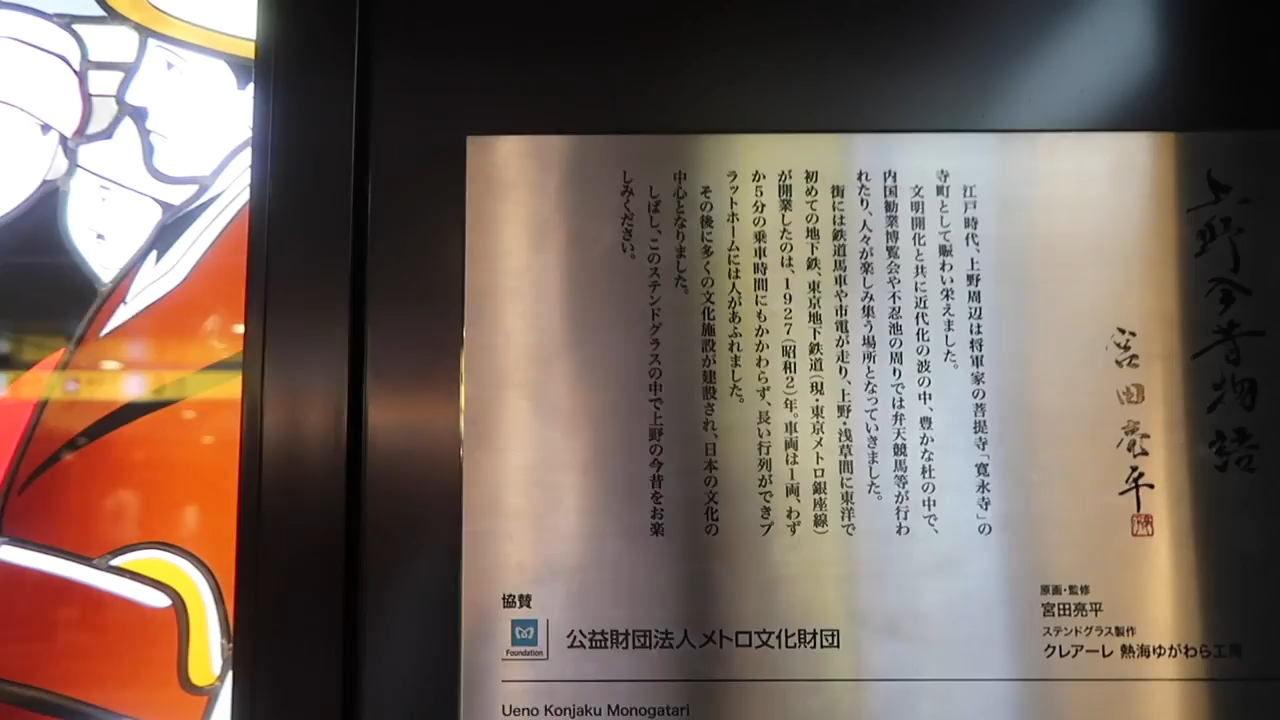 上野今昔物語
宮田亮平
江戸時代、上野周辺は将軍家の菩提寺「寛永寺」の
寺町として賑わい栄えました。
文明開化と共に近代化の波の中、豊かな杜の中で、
内国勧業博覧会や不忍池の周りでは弁天競馬等が行わ
れたり、人々が楽しみ集う場所となっていきました。
街には鉄道馬車や市電が走り、上野・浅草間に東洋で
初めての地下鉄、東京地下鉄道（現・東京メトロ銀座線）
が開業したのは、1927（昭和2）年。車両は1両、わず
か5分の乗車時間にもかかわらず、長い行列ができプ
ラットホームには人があふれました。
その後に多くの文化施設が建設され、日本の文化の
中心となりました。
しばし、このステンドグラスの中で上野の今昔をお楽
しみください。
原画・監修
宮田亮平
ステンドグラス製作
クレアーレ 熱海ゆがわら工房
協賛
Foundation
公益財団法人メトロ文化財団
Ueno Konjaku Monogatari